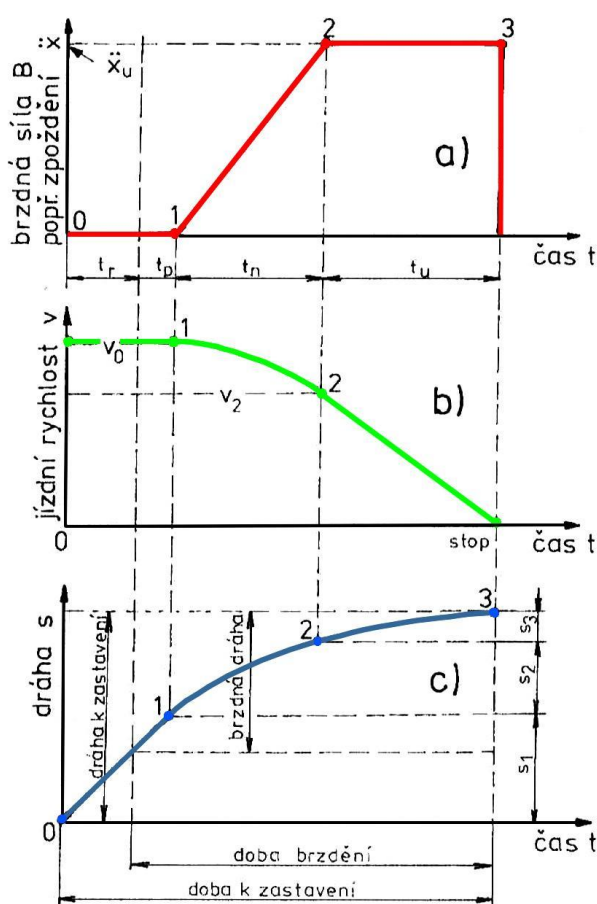 brzdná síla B
popř. zpoždění ẍ
ẍu
0
1
2
3
a)
čas t
tr
tp
tn
tu
jízdní rychlost v
v0
1
v2
2
b)
0
stop
čas t
dráha s
dráha k zastavení
brzdná dráha
1
2
3
c)
s3
s2
s1
0
čas t
doba brzdění
doba k zastavení